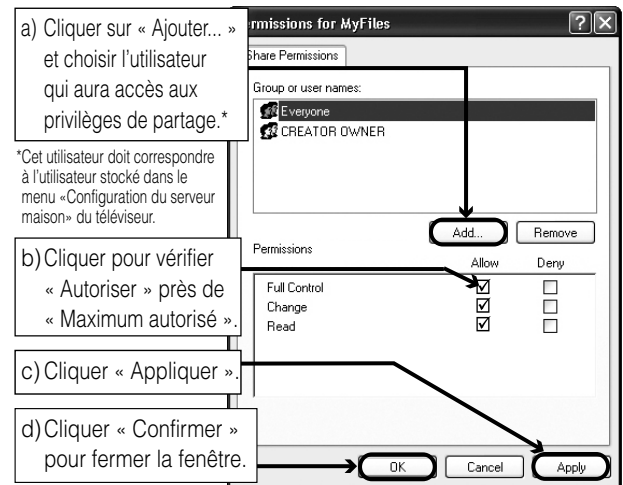 a) Cliquer sur « Ajouter... »
et choisir l'utilisateur
qui aura accès aux
privilèges de partage.*
*Cet utilisateur doit correspondre
à l'utilisateur stocké dans le
menu «Configuration du serveur
maison» du téléviseur.
b) Cliquer pour vérifier
« Autoriser » près de
« Maximum autorisé ».
c) Cliquer « Appliquer ».
d) Cliquer « Confirmer »
pour fermer la fenêtre.
ermissions for MyFiles
Share Permissions
Group or user names:
Everyone
CREATOR OWNER
Add... Remove
Permissions Allow Deny
Full Control
Change
Read
OK Cancel Apply